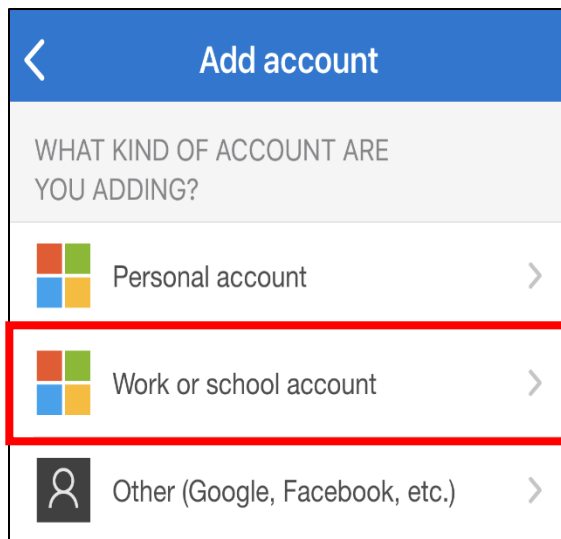 Add account
WHAT KIND OF ACCOUNT ARE
YOU ADDING?
Personal account
Work or school account
Other (Google, Facebook, etc.)